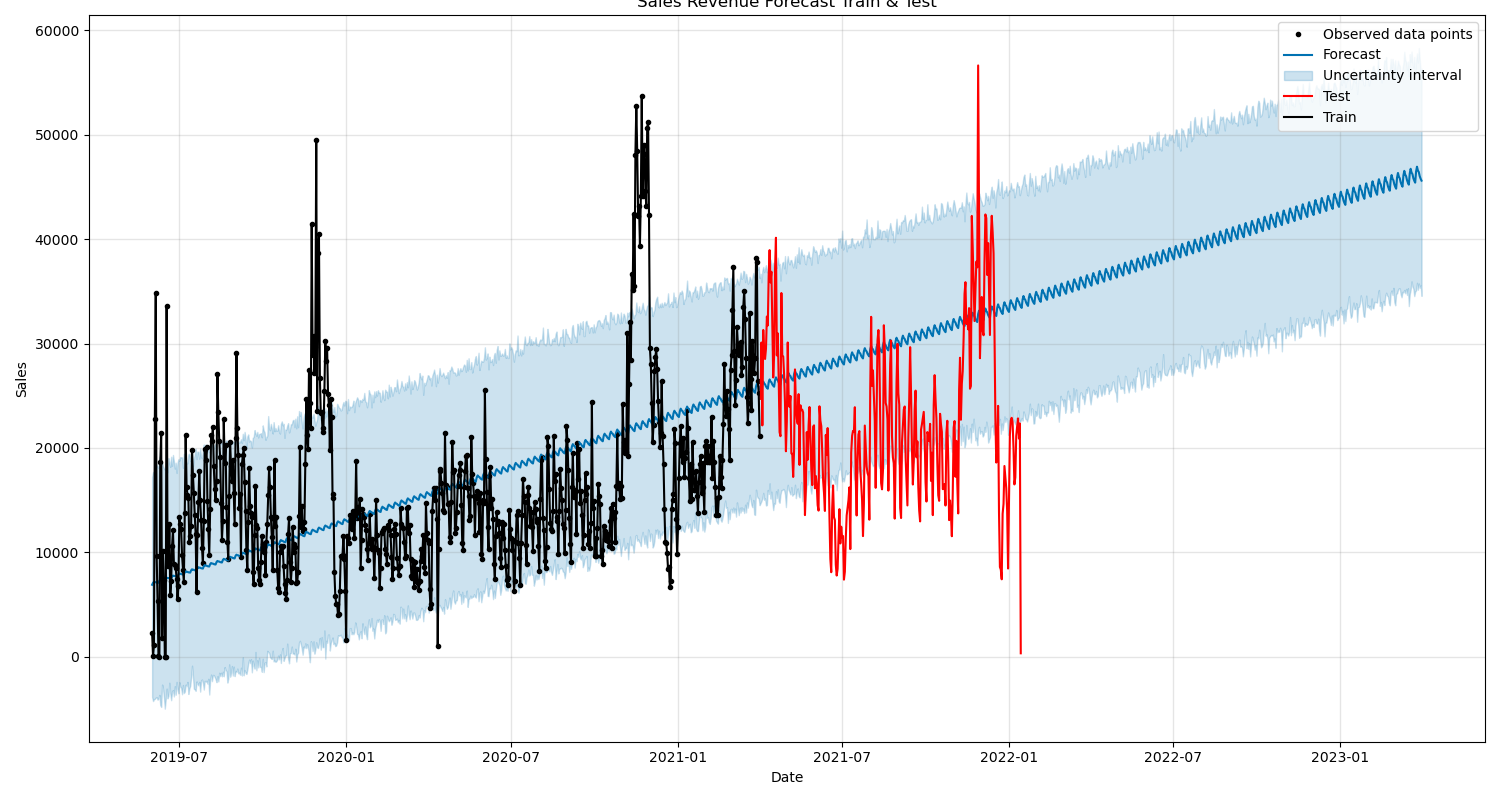 Sales Revenue Forecast Train & Test
60000
50000
40000
30000
20000
10000
0
Sales
Observed data points
Forecast
Uncertainty interval
Test
Train
2019-07
2020-01
2020-07
2021-01
2021-07
2022-01
2022-07
2023-01
Date